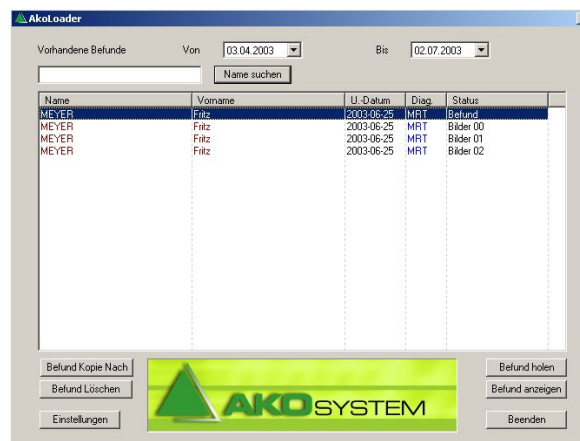 AkoLoader
Vorhandene Befunde Von 03.04.2003 Bis 02.07.2003
Name suchen
Name Vorname U.-Datum Diag. Status
MEYER Fritz 2003-06-25 MRT Befund
MEYER Fritz 2003-06-25 MRT Bilder 00
MEYER Fritz 2003-06-25 MRT Bilder 01
MEYER Fritz 2003-06-25 MRT Bilder 02
Befund Kopie Nach Befund holen
Befund Löschen Befund anzeigen
AKOSYSTEM
Einstellungen Beenden